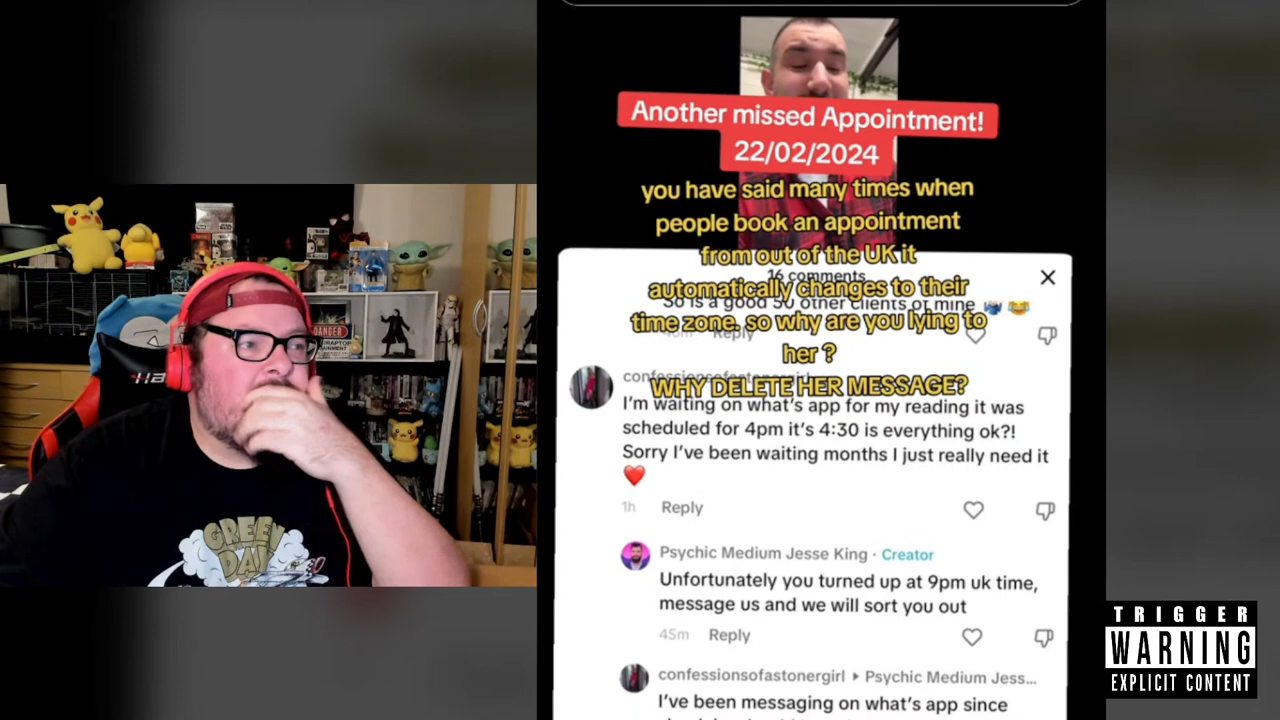 Another missed Appointment!
22/02/2024
you have said many times when
people book an appointment
from out of the UK it
automatically changes to their
time zone. so why are you lying to
her ?
WHY DELETE HER MESSAGE?
16 comments
So is a good 50 other clients of mine
Reply
I'm waiting on what's app for my reading it was
scheduled for 4pm it's 4:30 is everything ok?!
Sorry I've been waiting months I just really need it
❤️
1h Reply
Psychic Medium Jesse King · Creator
Unfortunately you turned up at 9pm uk time,
message us and we will sort you out
45m Reply
confessionsofastonergirl ▸ Psychic Medium Jess...
I've been messaging on what's app since
DANGER
GREEN
DAY
TRIGGER
WARNING
EXPLICIT CONTENT